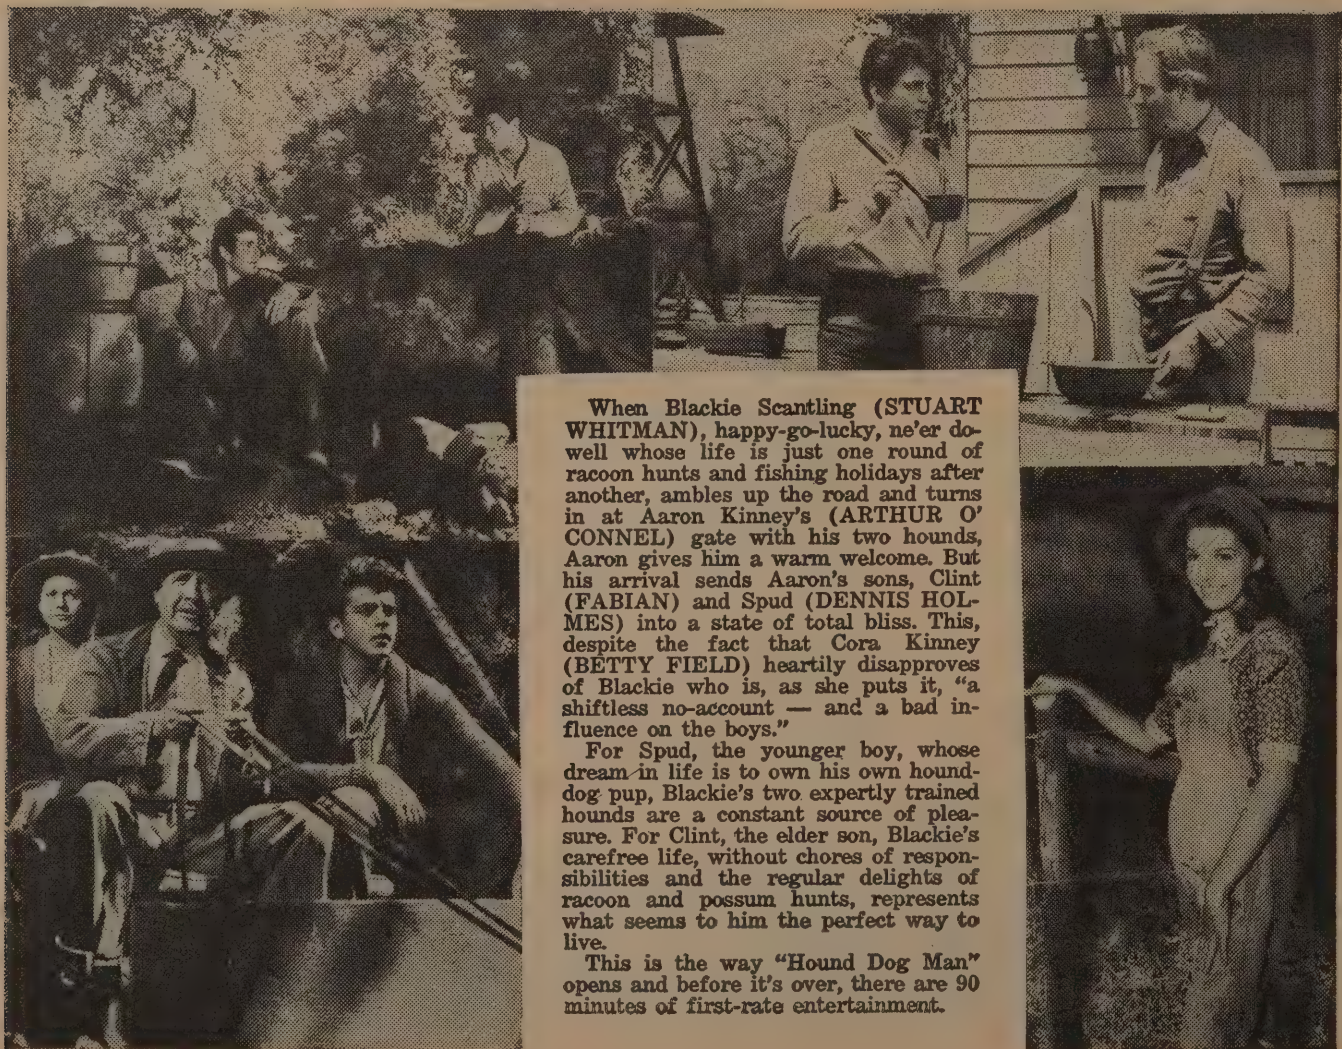 When Blackie Scantling (STUART
WHITMAN), happy-go-lucky, ne'er do-
well whose life is just one round of
racoon hunts and fishing holidays after
another, ambles up the road and turns
in at Aaron Kinney's (ARTHUR O'
CONNEL) gate with his two hounds,
Aaron gives him a warm welcome. But
his arrival sends Aaron's sons, Clint
(FABIAN) and Spud (DENNIS HOL-
MES) into a state of total bliss. This,
despite the fact that Cora Kinney
(BETTY FIELD) heartily disapproves
of Blackie who is, as she puts it, "a
shiftless no-account — and a bad in-
fluence on the boys."
For Spud, the younger boy, whose
dream in life is to own his own hound-
dog pup, Blackie's two expertly trained
hounds are a constant source of plea-
sure. For Clint, the elder son, Blackie's
carefree life, without chores of respon-
sibilities and the regular delights of
racoon and possum hunts, represents
what seems to him the perfect way to
live.
This is the way "Hound Dog Man"
opens and before it's over, there are 90
minutes of first-rate entertainment.